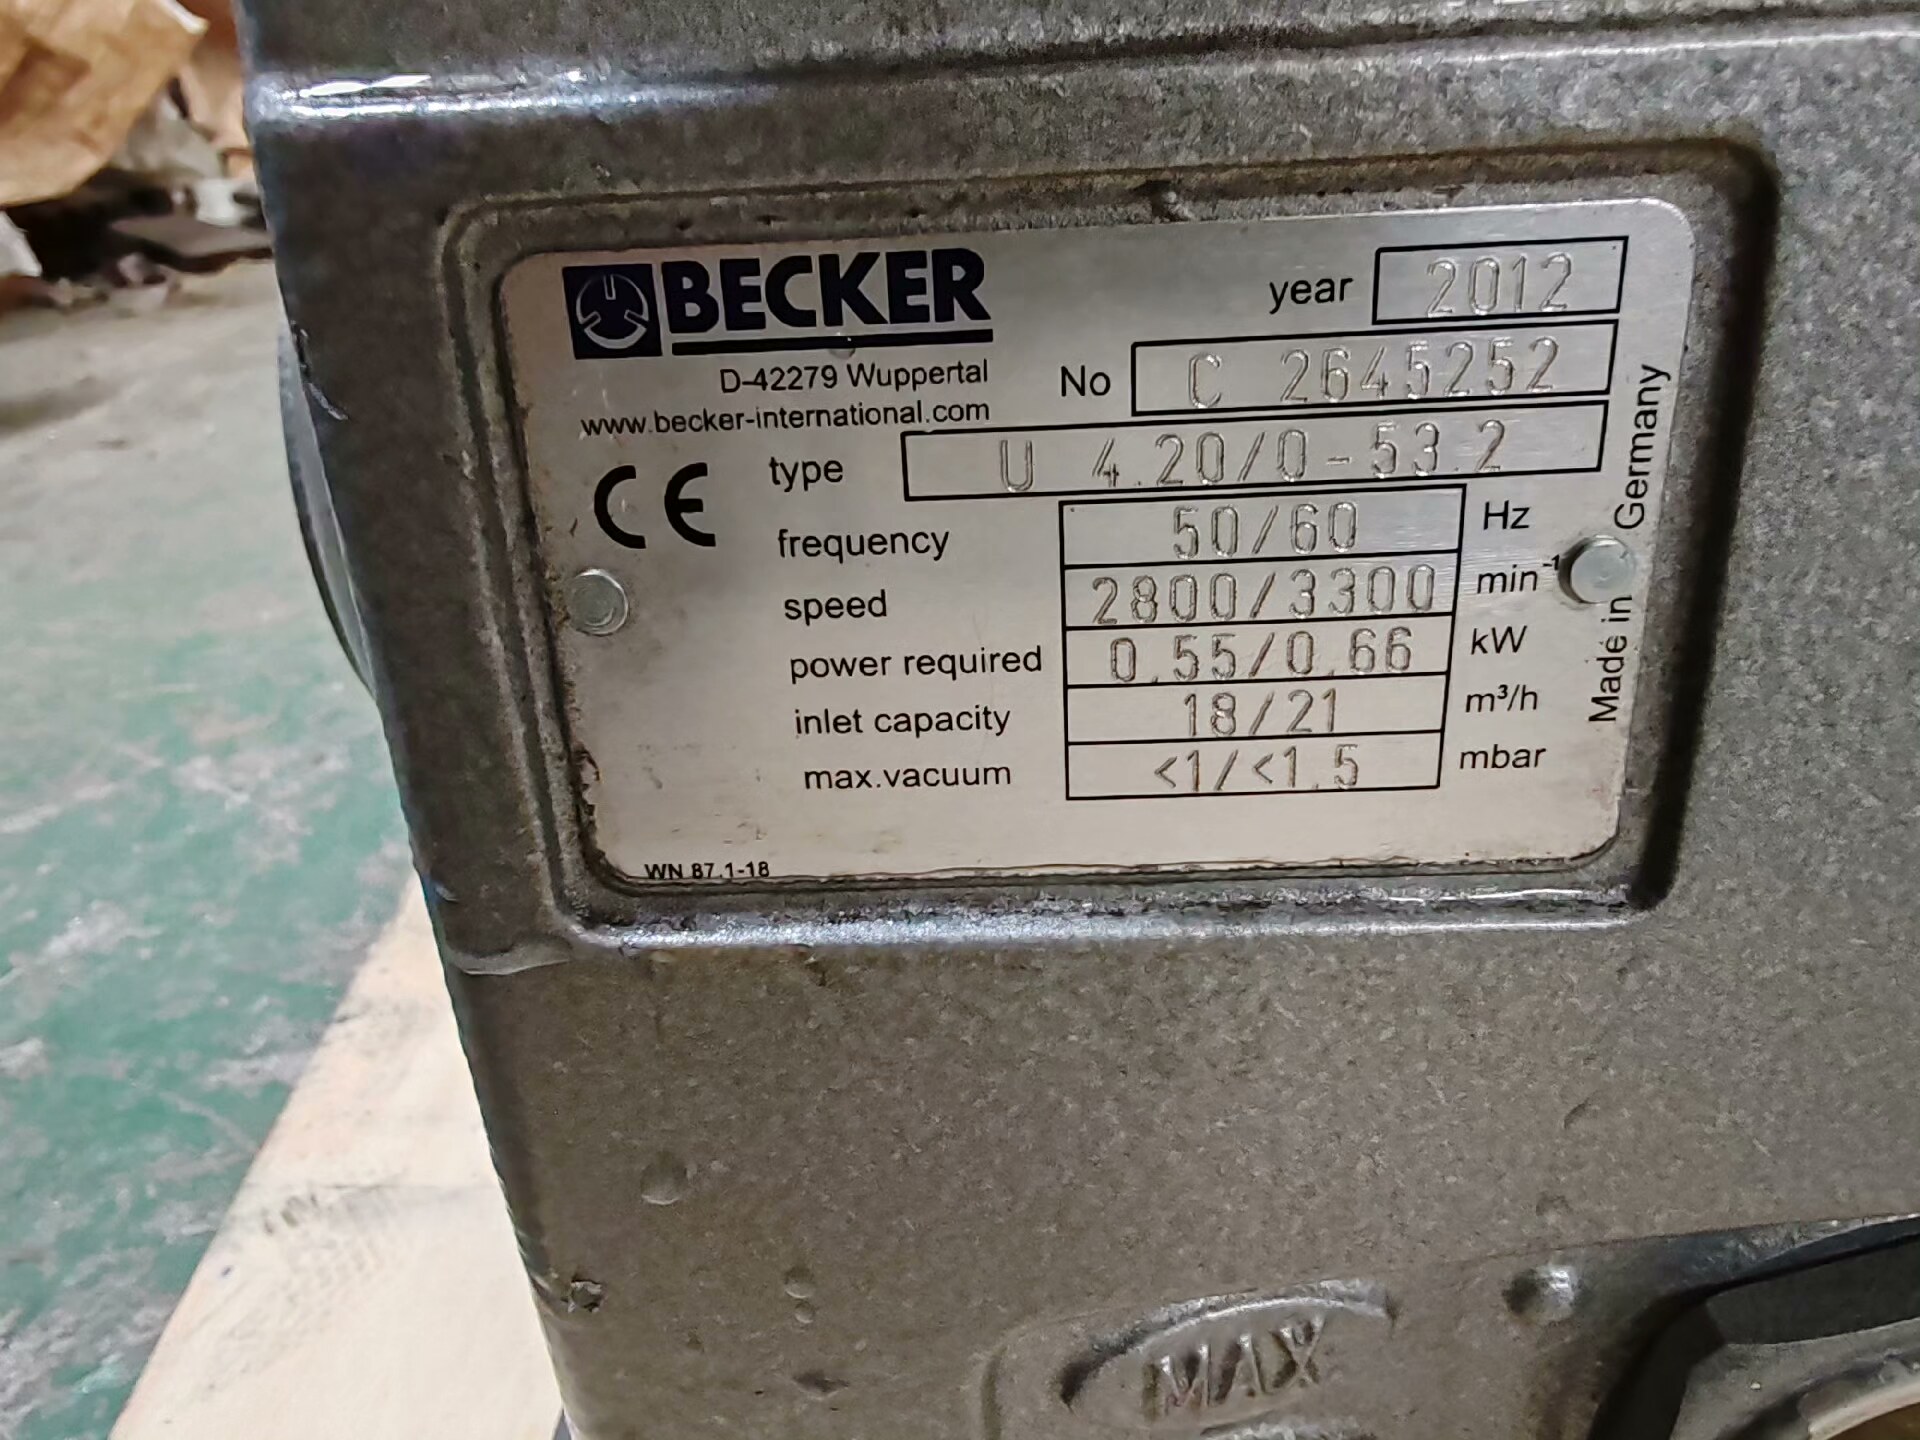 BECKER
D-42279 Wuppertal
www.becker-international.com
CE
year 2012
No C 2645252
type U 4.20/0-53.2
frequency 50/60 Hz
speed 2800/3300 min⁻¹
power required 0.55/0.66 kW
inlet capacity 18/21 m³/h
max.vacuum <1/<1.5 mbar
Made in Germany
WN 87.1-18
MAX